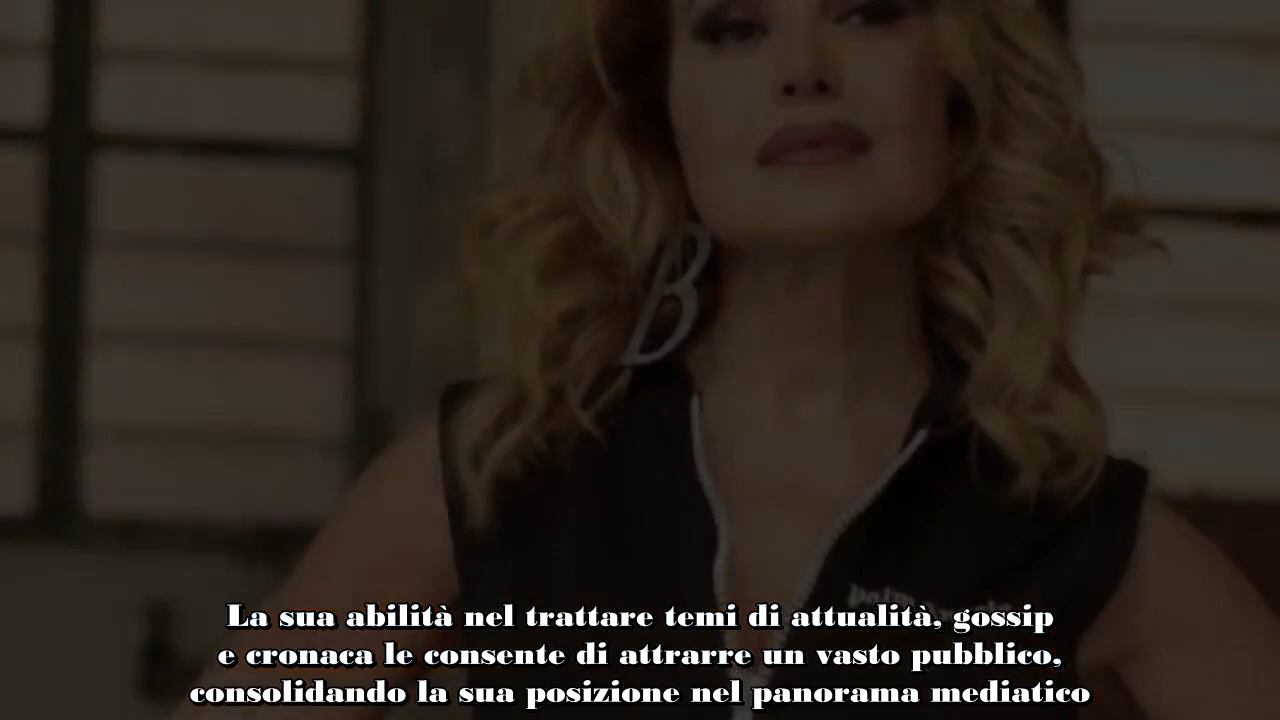 B
La sua abilità nel trattare temi di attualità, gossip
e cronaca le consente di attrarre un vasto pubblico,
consolidando la sua posizione nel panorama mediatico